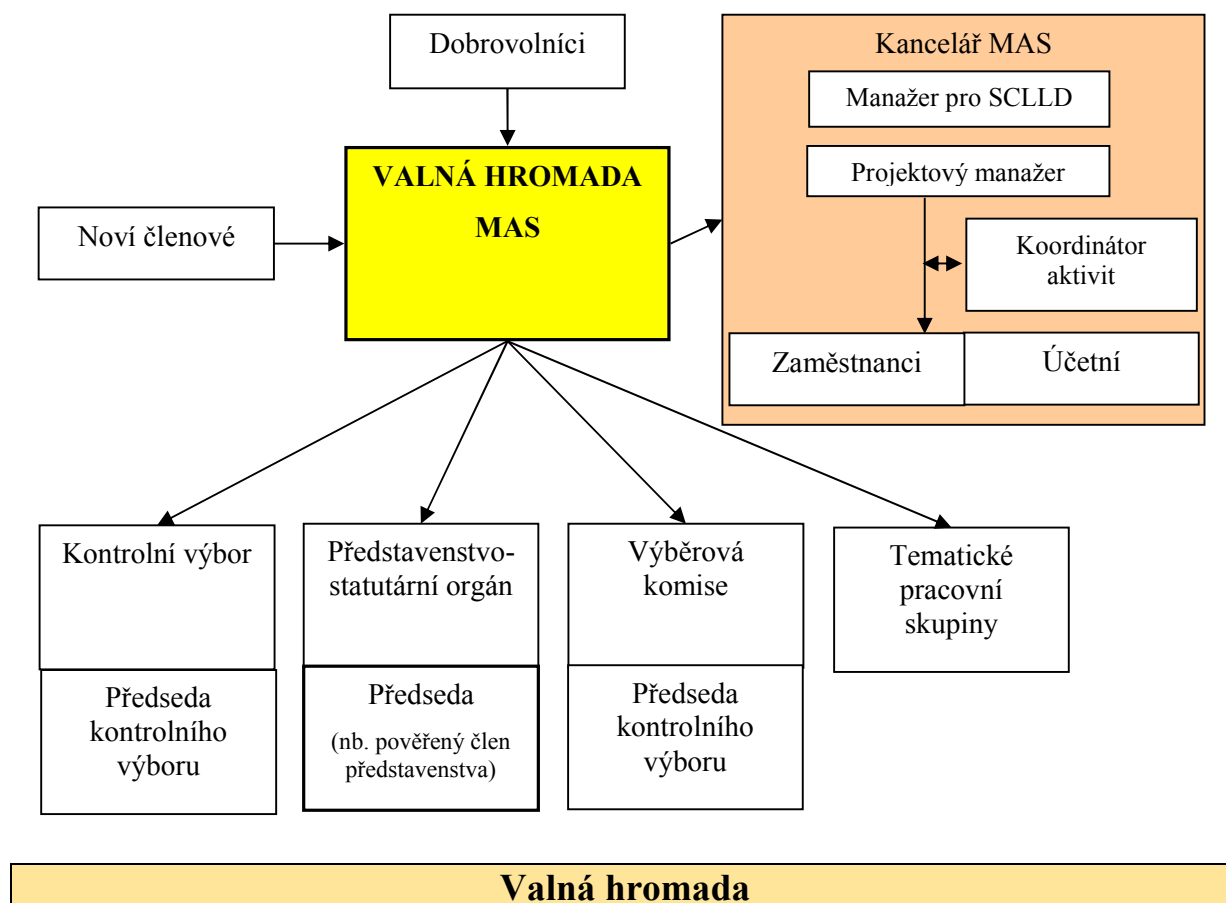 Dobrovolníci
Kancelář MAS
Manažer pro SCLLD
Projektový manažer
Koordinátor
aktivit
Zaměstnanci
Účetní
VALNÁ HROMADA
MAS
Noví členové
Kontrolní výbor
Předseda
kontrolního
výboru
Představenstvo-
statutární orgán
Předseda
(nb. pověřený člen
představenstva)
Výběrová
komise
Předseda
kontrolního
výboru
Tematické
pracovní
skupiny
Valná hromada